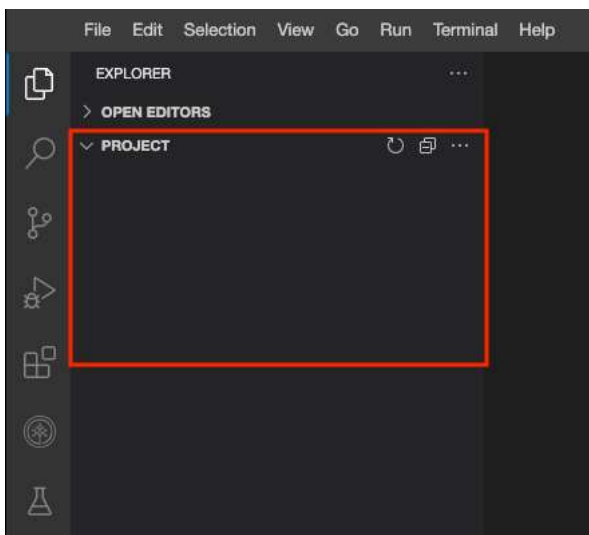 File Edit Selection View Go Run Terminal Help
EXPLORER
OPEN EDITORS
PROJECT